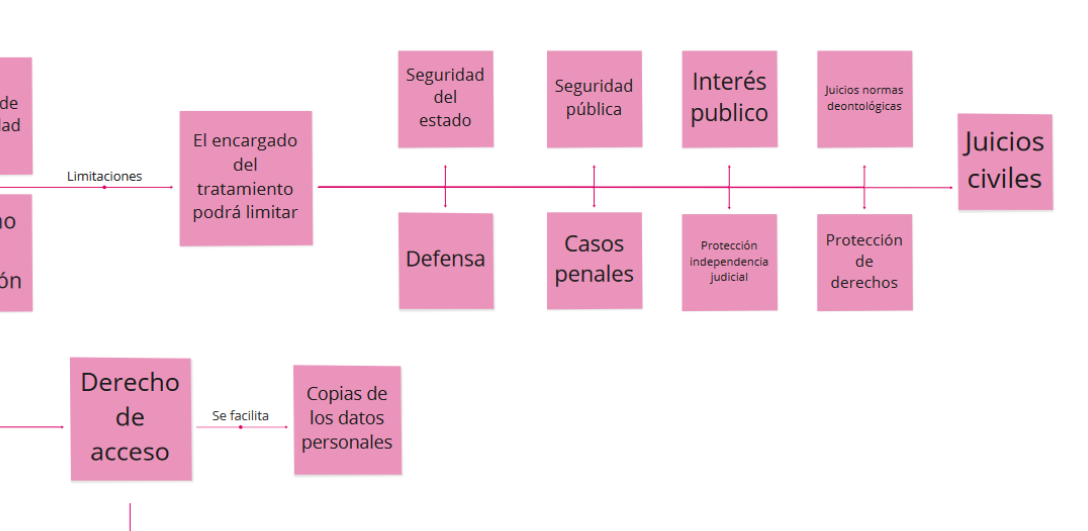 de
Limitaciones
El encargado
del
tratamiento
podrá limitar
Seguridad
del
estado
Seguridad
pública
Interés
publico
Juicios normas
deontológicas
Juicios
civiles
Defensa
Casos
penales
Protección
independencia
judicial
Protección
de
derechos
Derecho
de
acceso
Se facilita
Copias de
los datos
personales